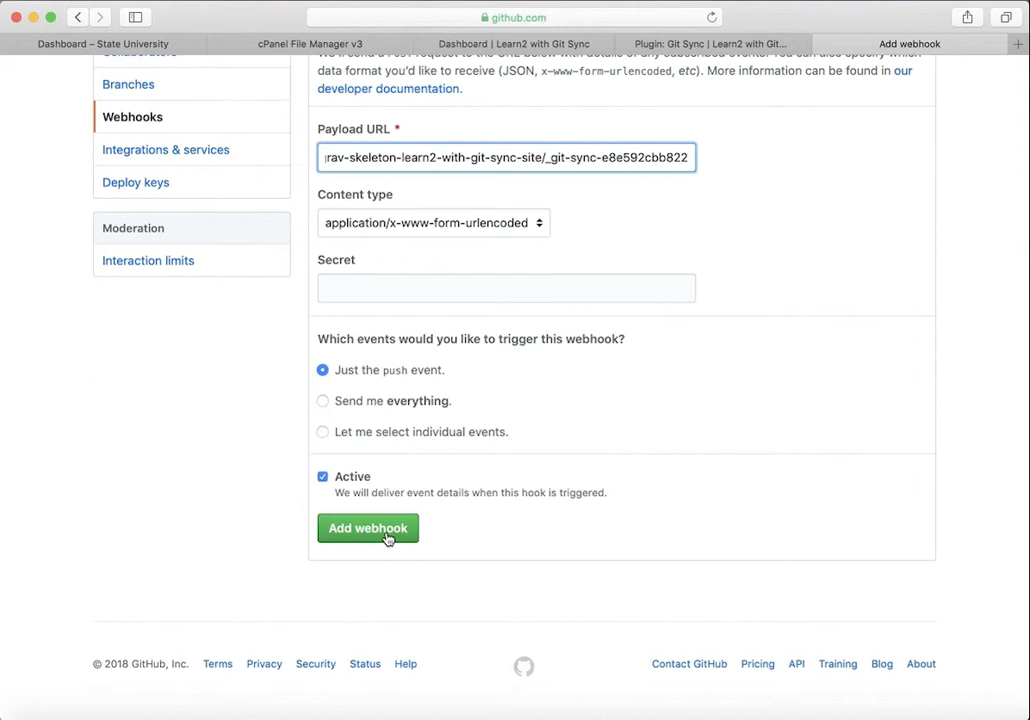 github.com
Dashboard – State University
cPanel File Manager v3
Dashboard | Learn2 with Git Sync
Plugin: Git Sync | Learn2 with Git...
Add webhook
data format you'd like to receive (JSON, x-www-form-urlencoded, etc). More information can be found in our
developer documentation.
Branches
Webhooks
Integrations & services
Deploy keys
Moderation
Interaction limits
Payload URL *
rav-skeleton-learn2-with-git-sync-site/_git-sync-e8e592cbb822
Content type
application/x-www-form-urlencoded
Secret
Which events would you like to trigger this webhook?
Just the push event.
Send me everything.
Let me select individual events.
Active
We will deliver event details when this hook is triggered.
Add webhook
© 2018 GitHub, Inc. Terms Privacy Security Status Help
Contact GitHub Pricing API Training Blog About